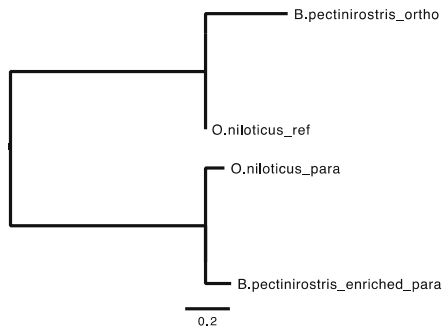 B.pectinirostris_ortho
O.niloticus_ref
O.niloticus_para
B.pectinirostris_enriched_para
0.2